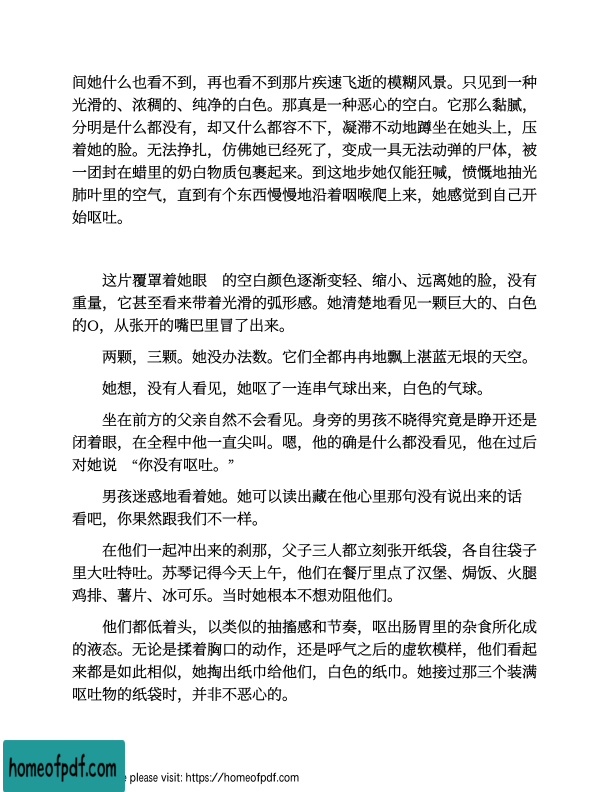 间她什么也看不到，再也看不到那片疾速飞逝的模糊风景。只见到一种
光滑的、浓稠的、纯净的白色。那真是一种恶心的空白。它那么黏腻，
分明是什么都没有，却又什么都容不下，凝滞不动地蹲坐在她头上，压
着她的脸。无法挣扎，仿佛她已经死了，变成一具无法动弹的尸体，被
一团封在蜡里的奶白物质包裹起来。到这地步她仅能狂喊，愤慨地抽光
肺叶里的空气，直到有个东西慢慢地沿着咽喉爬上来，她感觉到自己开
始呕吐。
这片覆罩着她眼　的空白颜色逐渐变轻、缩小、远离她的脸，没有
重量，它甚至看来带着光滑的弧形感。她清楚地看见一颗巨大的、白色
的O，从张开的嘴巴里冒了出来。
两颗，三颗。她没办法数。它们全都冉冉地飘上湛蓝无垠的天空。
她想，没有人看见，她呕了一连串气球出来，白色的气球。
坐在前方的父亲自然不会看见。身旁的男孩不晓得究竟是睁开还是
闭着眼，在全程中他一直尖叫。嗯，他的确是什么都没看见，他在过后
对她说　“你没有呕吐。”
男孩迷惑地看着她。她可以读出藏在他心里那句没有说出来的话
看吧，你果然跟我们不一样。
在他们一起冲出来的刹那，父子三人都立刻张开纸袋，各自往袋子
里大吐特吐。苏琴记得今天上午，他们在餐厅里点了汉堡、焗饭、火腿
鸡排、薯片、冰可乐。当时她根本不想劝阻他们。
他们都低着头，以类似的抽搐感和节奏，呕出肠胃里的杂食所化成
的液态。无论是揉着胸口的动作，还是呼气之后的虚软模样，他们看起
来都是如此相似，她掏出纸巾给他们，白色的纸巾。她接过那三个装满
呕吐物的纸袋时，并非不恶心的。
homeofpdf.com
please visit: https://homeofpdf.com